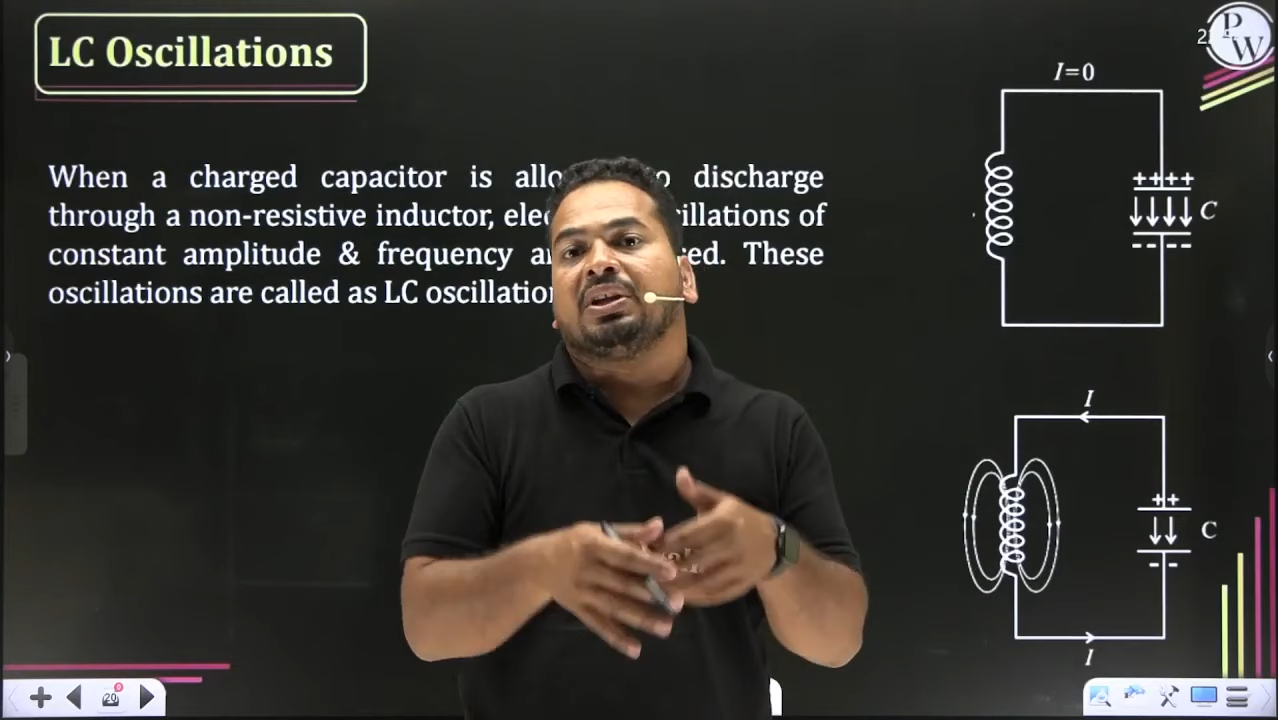 LC Oscillations
When a charged capacitor is allo o discharge
through a non-resistive inductor, ele cillations of
constant amplitude & frequency a ed. These
oscillations are called as LC oscillation
I=0
++++
C
----
I
++
C
--
I
P
W
20